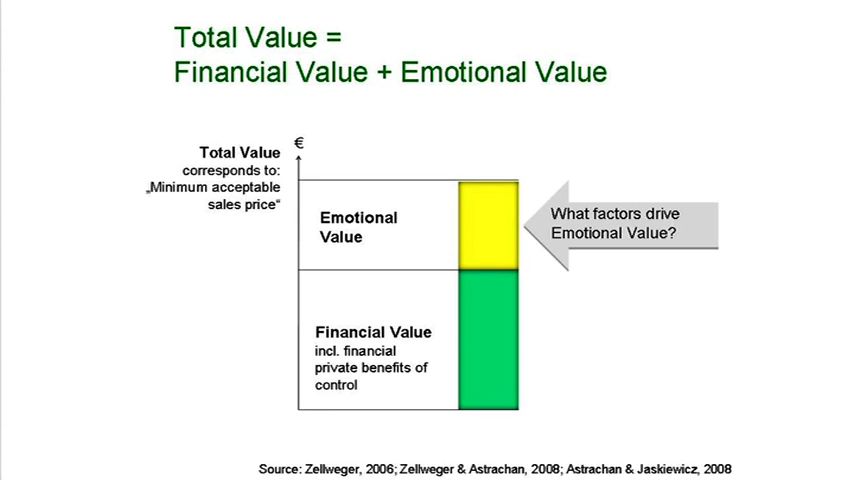 Total Value =
Financial Value + Emotional Value
€
Total Value
corresponds to:
„Minimum acceptable
sales price“
Emotional
Value
What factors drive
Emotional Value?
Financial Value
incl. financial
private benefits of
control
Source: Zellweger, 2006; Zellweger & Astrachan, 2008; Astrachan & Jaskiewicz, 2008